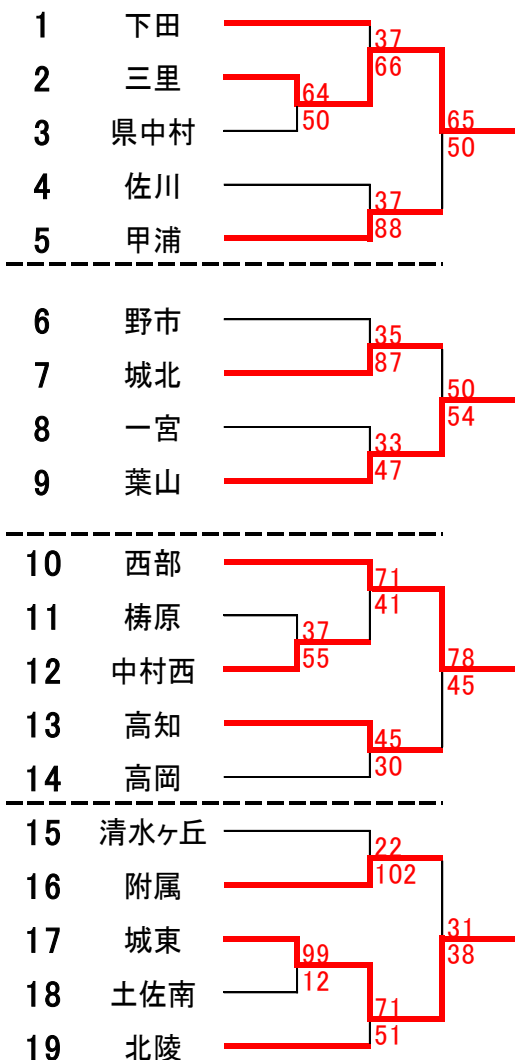 1 下田
37
2 三里 66
64
3 県中村 50
65
50
4 佐川
37
5 甲浦 88
6 野市
35
7 城北 87
50
54
8 一宮
33
9 葉山 47
10 西部
71
41
11 梼原
37
12 中村西 55
78
45
13 高知
45
14 高岡 30
15 清水ヶ丘
22
16 附属 102
17 城東
31
38
99
18 土佐南 12
71
19 北陵 51